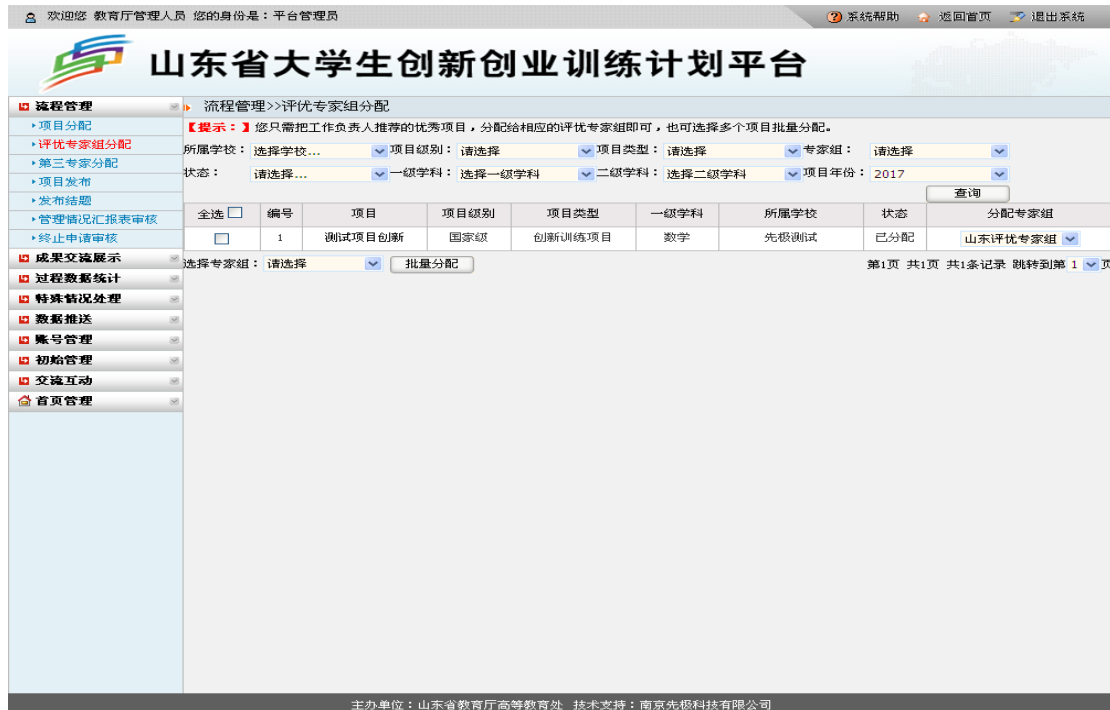 欢迎您 教育厅管理人员 您的身份是：平台管理员 系统帮助 返回首页 退出系统
山东省大学生创新创业训练计划平台
流程管理
项目分配
评优专家组分配
第三专家分配
项目发布
发布结题
管理情况汇报表审核
终止申请审核
成果交流展示
过程数据统计
特殊情况处理
数据推送
账号管理
初始管理
交流互动
首页管理
流程管理>>评优专家组分配
【提示：】您只需把工作负责人推荐的优秀项目，分配给相应的评优专家组即可，也可选择多个项目批量分配。
所属学校：选择学校... 项目级别：请选择 项目类型：请选择 专家组：请选择
状态：请选择... 一级学科：选择一级学科 二级学科：选择二级学科 项目年份：2017
查询
全选 编号 项目 项目级别 项目类型 一级学科 所属学校 状态 分配专家组
1 测试项目创新 国家级 创新训练项目 数学 先极测试 已分配 山东评优专家组
选择专家组：请选择 批量分配 第1页 共1页 共1条记录 跳转到第 1 页
主办单位：山东省教育厅高等教育处 技术支持：南京先极科技有限公司